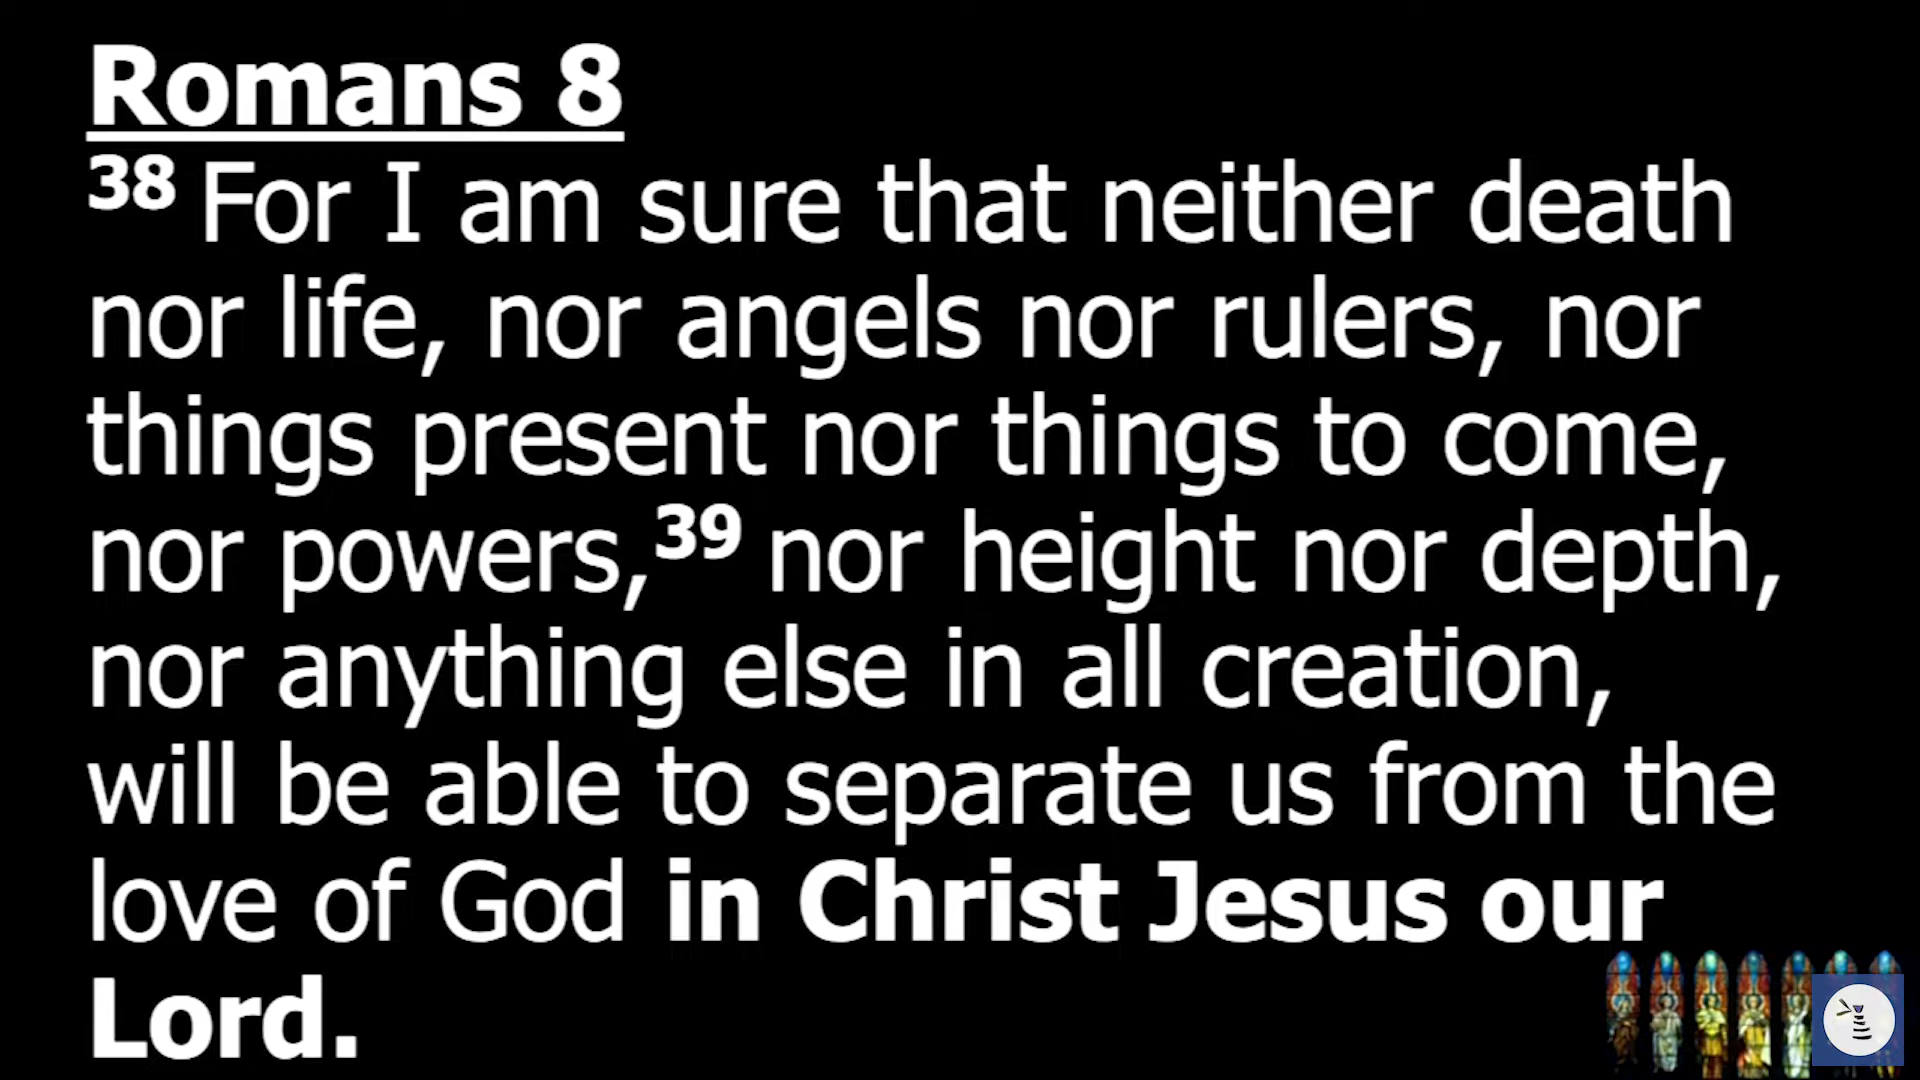 Romans 8
38 For I am sure that neither death
nor life, nor angels nor rulers, nor
things present nor things to come,
nor powers,39 nor height nor depth,
nor anything else in all creation,
will be able to separate us from the
love of God in Christ Jesus our
Lord.